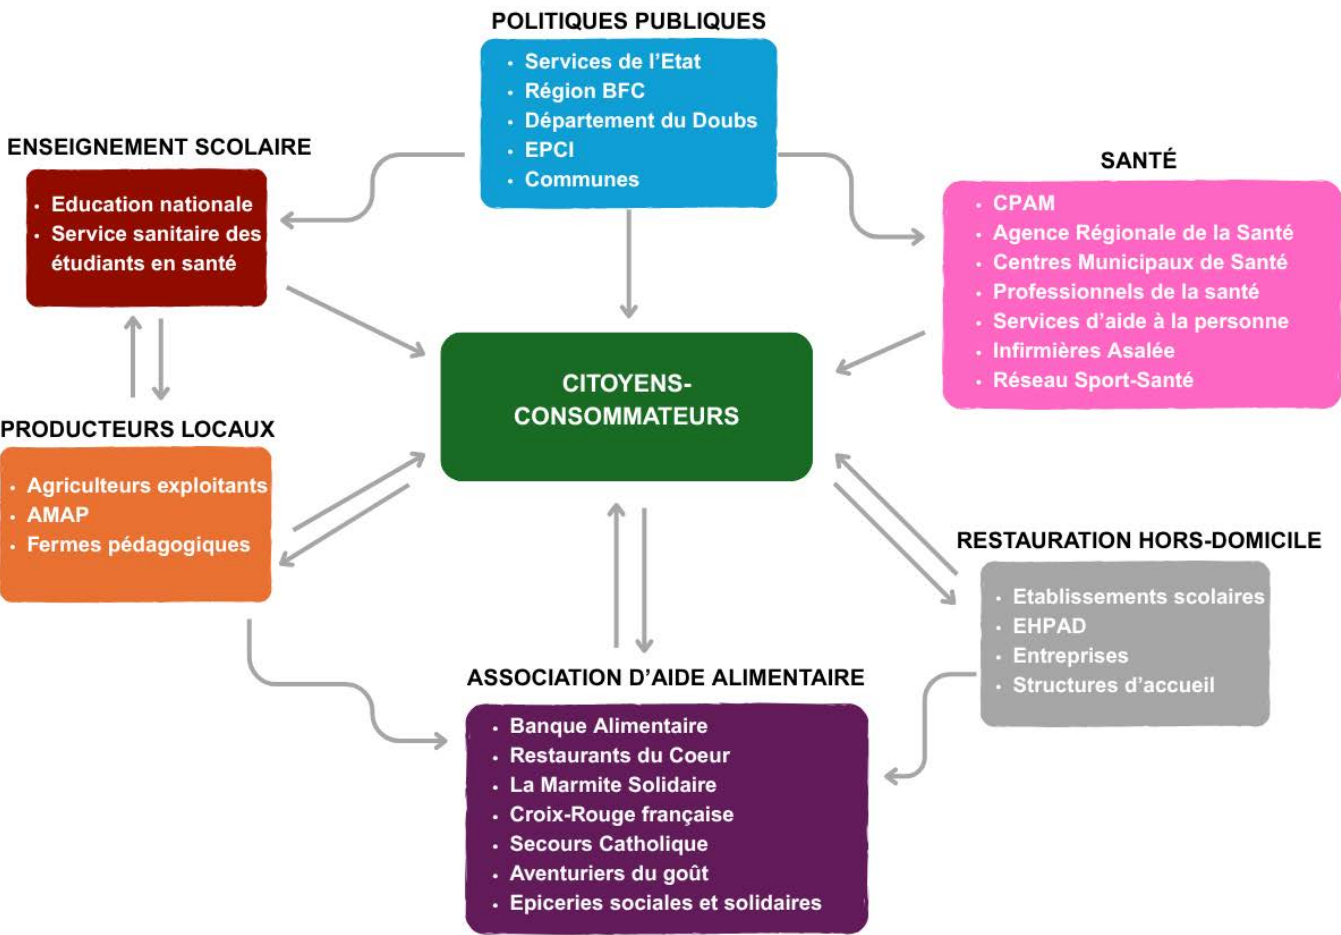 POLITIQUES PUBLIQUES
• Services de l'Etat
• Région BFC
• Département du Doubs
• EPCI
• Communes
ENSEIGNEMENT SCOLAIRE
• Education nationale
• Service sanitaire des
étudiants en santé
SANTÉ
• CPAM
• Agence Régionale de la Santé
• Centres Municipaux de Santé
• Professionnels de la santé
• Services d'aide à la personne
• Infirmières Asalée
• Réseau Sport-Santé
CITOYENS-
CONSOMMATEURS
PRODUCTEURS LOCAUX
• Agriculteurs exploitants
• AMAP
• Fermes pédagogiques
RESTAURATION HORS-DOMICILE
• Etablissements scolaires
• EHPAD
• Entreprises
• Structures d'accueil
ASSOCIATION D'AIDE ALIMENTAIRE
• Banque Alimentaire
• Restaurants du Coeur
• La Marmite Solidaire
• Croix-Rouge française
• Secours Catholique
• Aventuriers du goût
• Epiceries sociales et solidaires